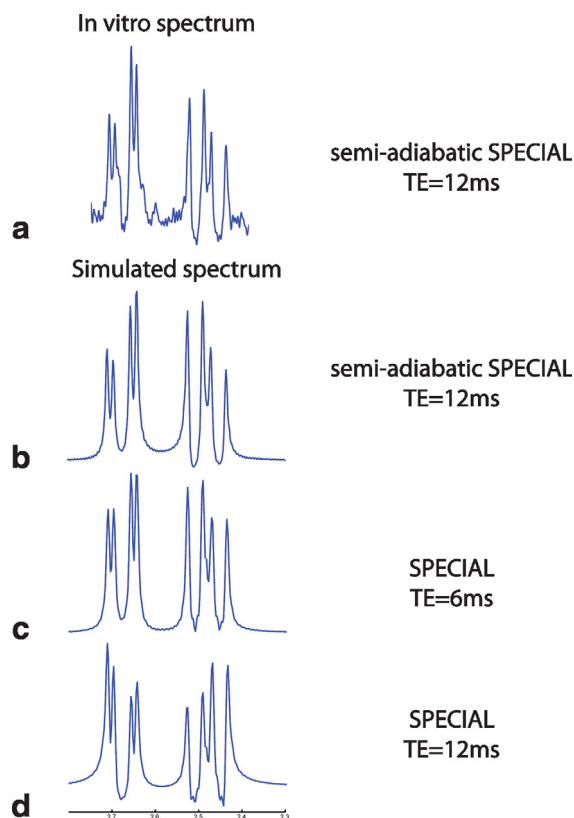 In vitro spectrum
semi-adiabatic SPECIAL
TE=12ms
a
Simulated spectrum
semi-adiabatic SPECIAL
TE=12ms
b
SPECIAL
TE=6ms
c
SPECIAL
TE=12ms
d
2.7 2.6 2.5 2.4 2.3